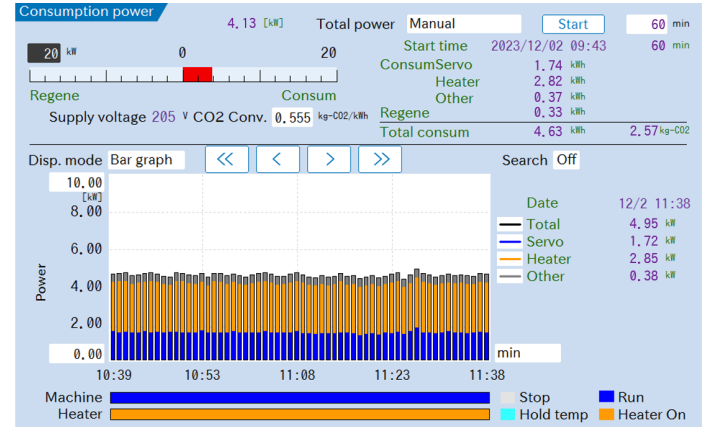 Consumption power
4.13 [kW] Total power Manual Start 60 min
20 kW 0 20
Start time 2023/12/02 09:43 60 min
ConsumServo 1.74 kWh
Heater 2.82 kWh
Regene Consum Other 0.37 kWh
Supply voltage 205 V CO2 Conv. 0.555 kg-CO2/kWh Regene 0.33 kWh
Total consum 4.63 kWh 2.57 kg-CO2
Disp. mode Bar graph << < > >> Search Off
10.00
[kW]
8.00
6.00
4.00
2.00
0.00
Power
min
10:39 10:53 11:08 11:23 11:38
Date 12/2 11:38
Total 4.95 kW
Servo 1.72 kW
Heater 2.85 kW
Other 0.38 kW
Machine Stop Run
Heater Hold temp Heater On